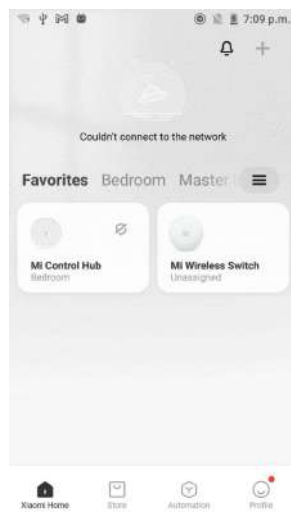 7:09 p.m.
Couldn't connect to the network
Favorites Bedroom Master
Mi Control Hub
Bedroom
Mi Wireless Switch
Unassigned
Xiaomi Home Store Automation Profile